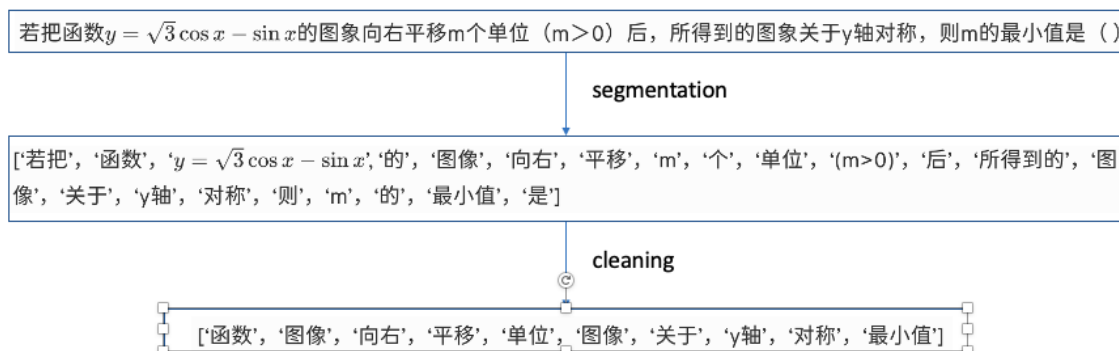 若把函数y = √3 cos x − sin x的图象向右平移m个单位（m＞0）后，所得到的图象关于y轴对称，则m的最小值是（ ）
segmentation
[‘若把’，‘函数’，‘y = √3 cos x − sin x’, ‘的’，‘图像’，‘向右’，‘平移’，‘m’，‘个’，‘单位’，‘(m>0)’，‘后’，‘所得到的’，‘图
像’，‘关于’，‘y轴’，‘对称’，‘则’，‘m’，‘的’，‘最小值’，‘是’]
cleaning
[‘函数’，‘图像’，‘向右’，‘平移’，‘单位’，‘图像’，‘关于’，‘y轴’，‘对称’，‘最小值’]